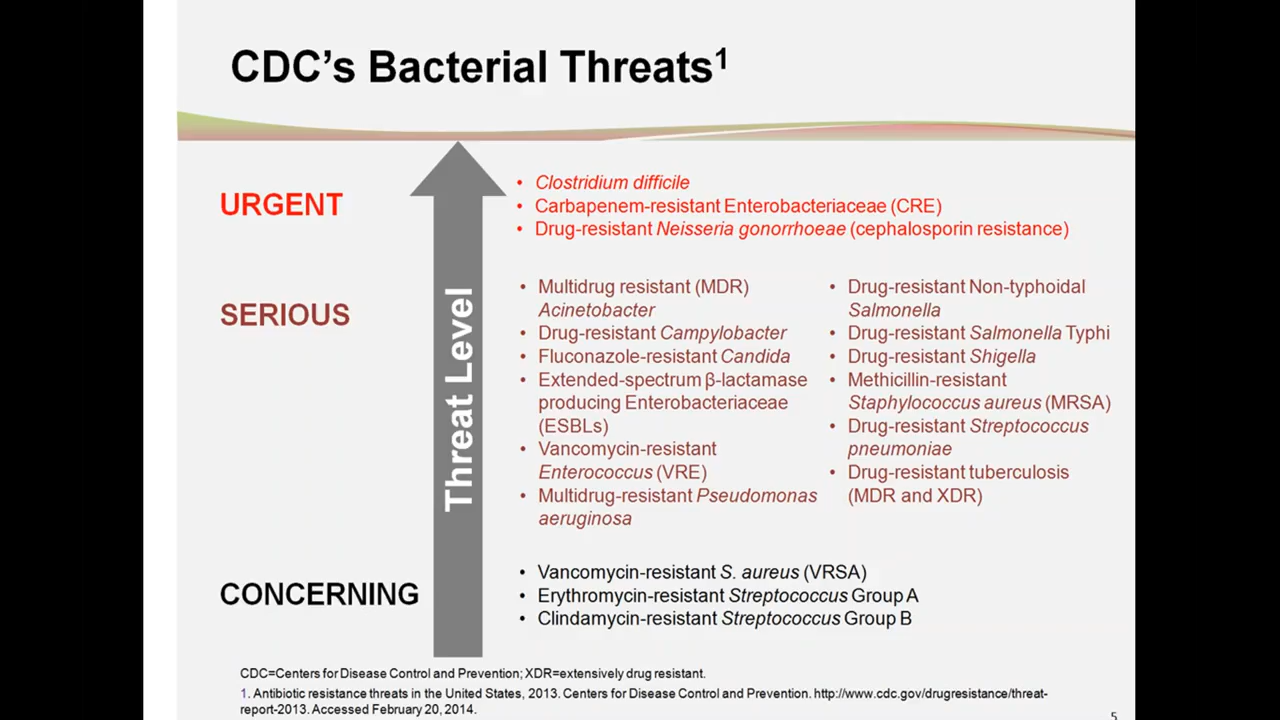 CDC’s Bacterial Threats1
URGENT
• Clostridium difficile
• Carbapenem-resistant Enterobacteriaceae (CRE)
• Drug-resistant Neisseria gonorrhoeae (cephalosporin resistance)
Threat Level
SERIOUS
• Multidrug resistant (MDR)
Acinetobacter
• Drug-resistant Campylobacter
• Fluconazole-resistant Candida
• Extended-spectrum β-lactamase
producing Enterobacteriaceae
(ESBLs)
• Vancomycin-resistant
Enterococcus (VRE)
• Multidrug-resistant Pseudomonas
aeruginosa
• Drug-resistant Non-typhoidal
Salmonella
• Drug-resistant Salmonella Typhi
• Drug-resistant Shigella
• Methicillin-resistant
Staphylococcus aureus (MRSA)
• Drug-resistant Streptococcus
pneumoniae
• Drug-resistant tuberculosis
(MDR and XDR)
CONCERNING
• Vancomycin-resistant S. aureus (VRSA)
• Erythromycin-resistant Streptococcus Group A
• Clindamycin-resistant Streptococcus Group B
CDC=Centers for Disease Control and Prevention; XDR=extensively drug resistant.
1. Antibiotic resistance threats in the United States, 2013. Centers for Disease Control and Prevention. http://www.cdc.gov/drugresistance/threat-
report-2013. Accessed February 20, 2014.
5